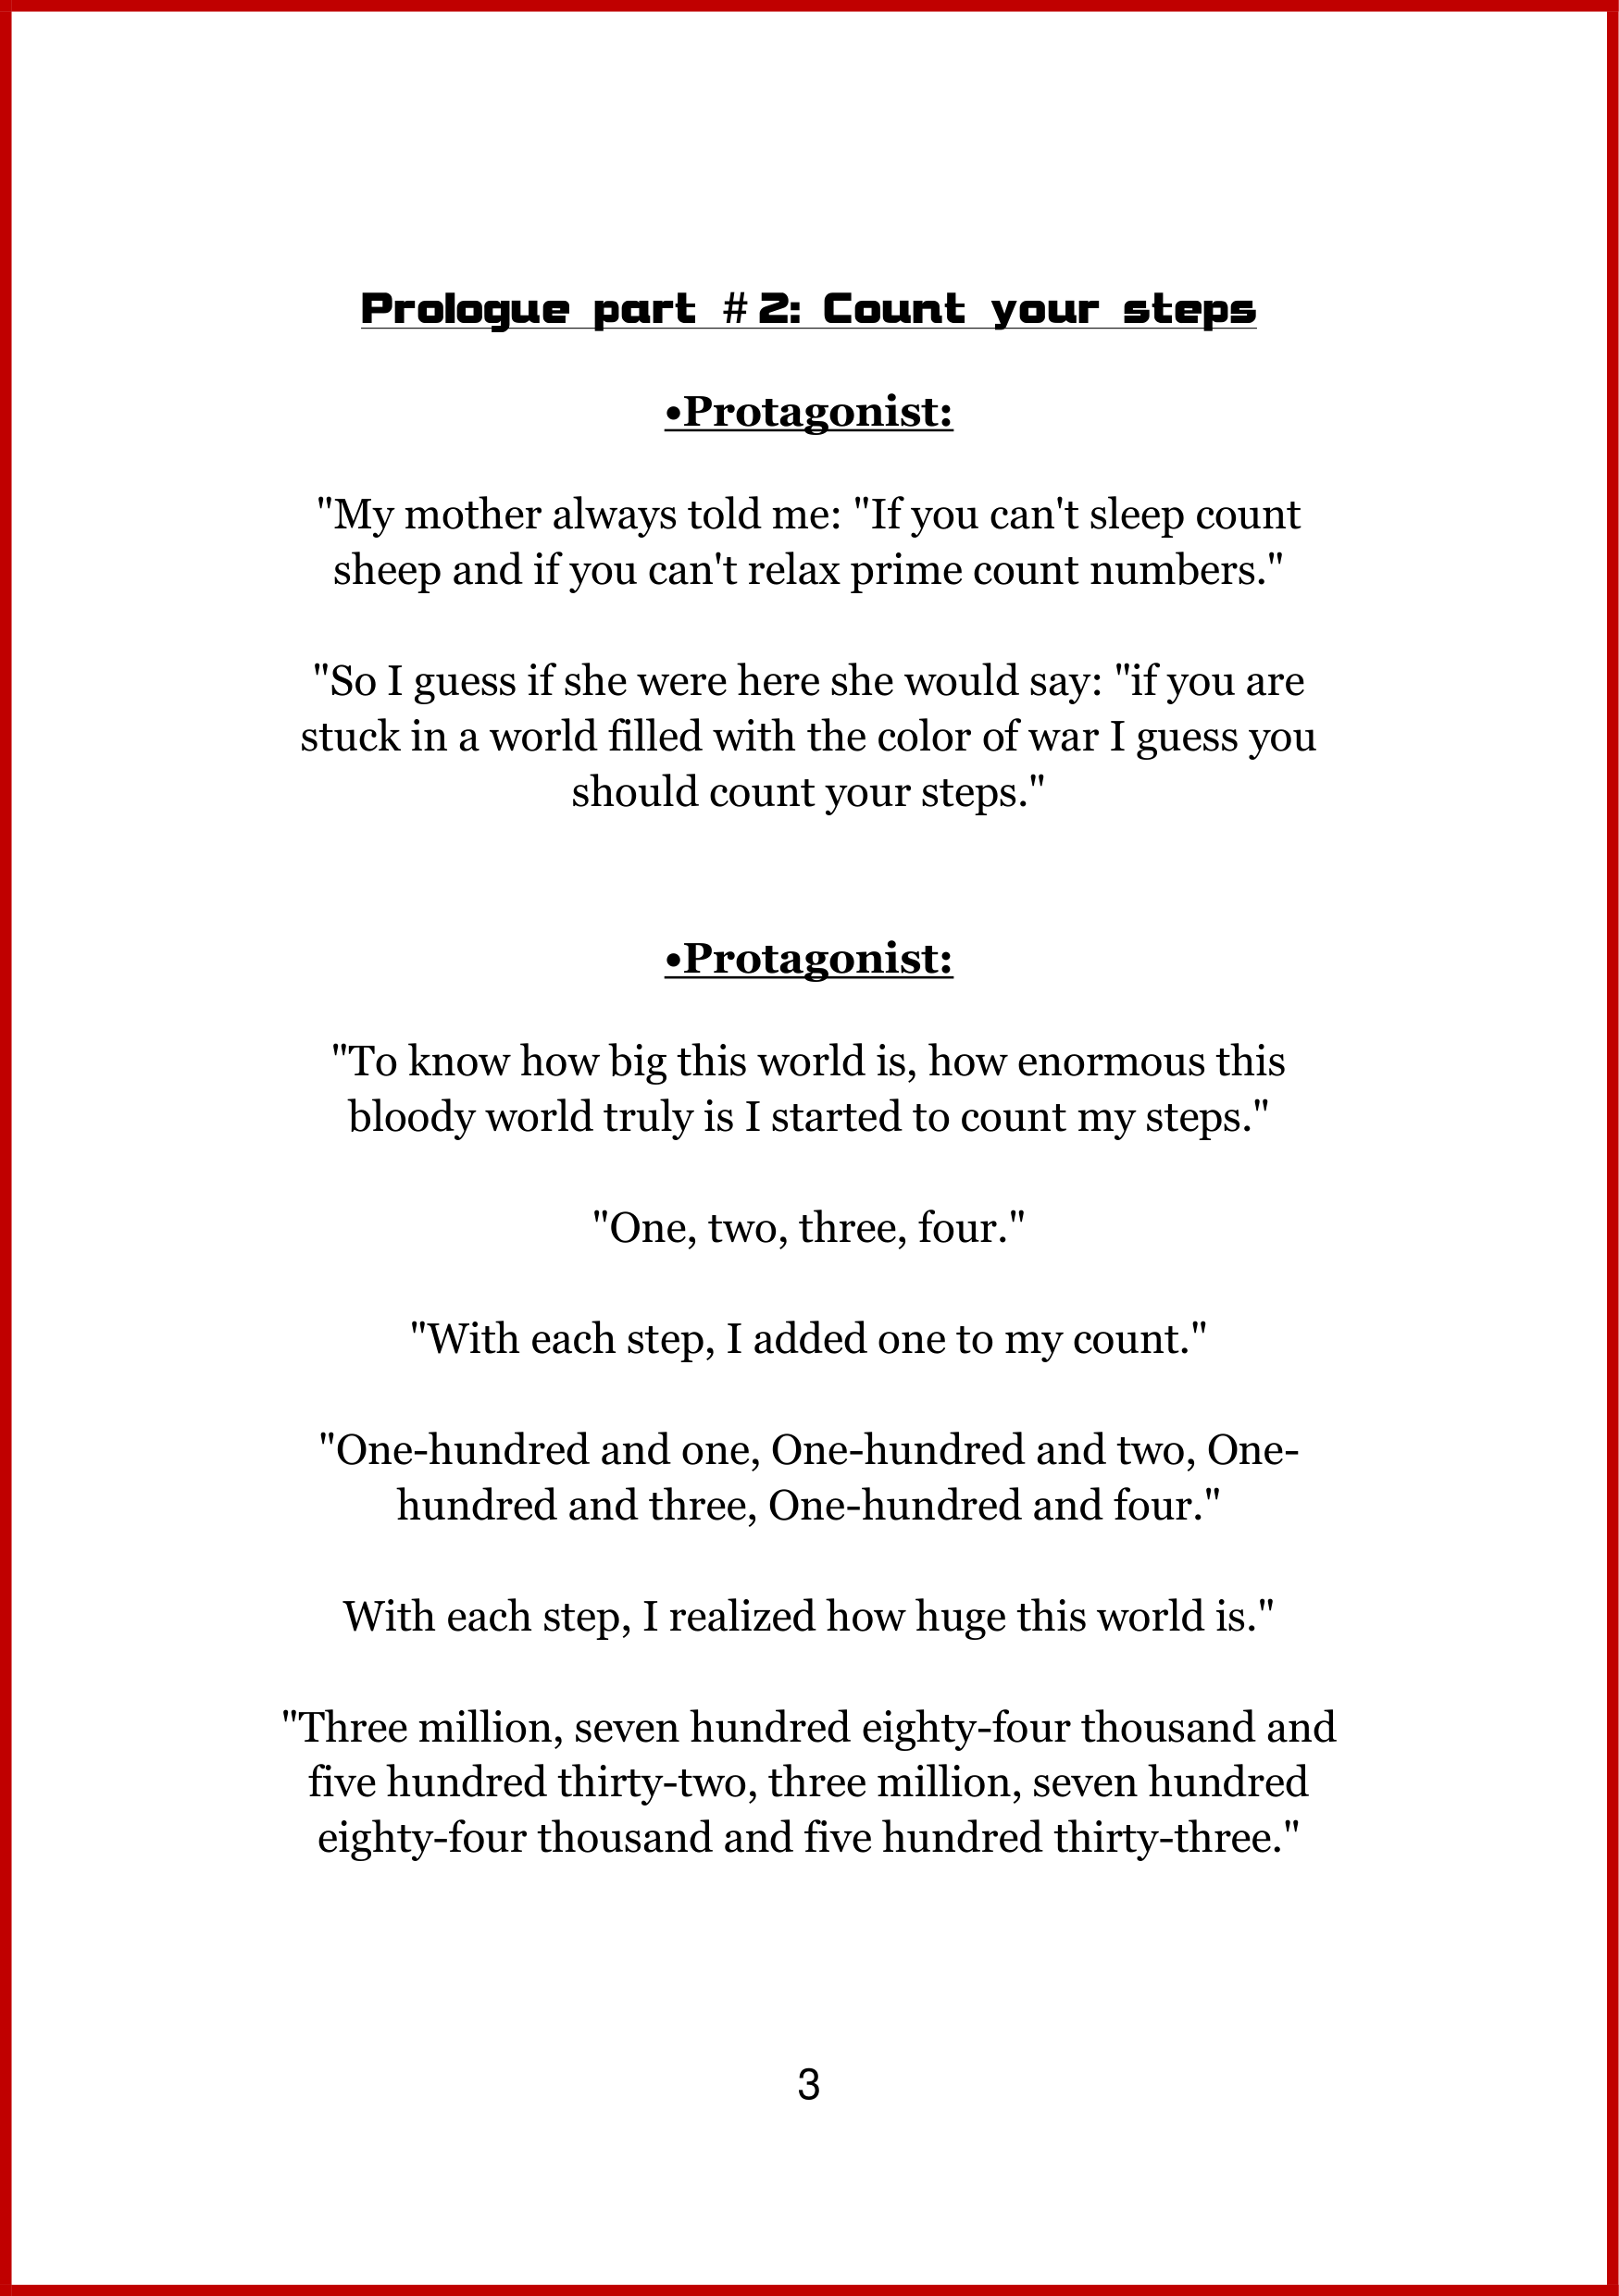 Prologue part #2: Count your steps
•Protagonist:
"My mother always told me: "If you can't sleep count
sheep and if you can't relax prime count numbers."
"So I guess if she were here she would say: "if you are
stuck in a world filled with the color of war I guess you
should count your steps."
•Protagonist:
"To know how big this world is, how enormous this
bloody world truly is I started to count my steps."
"One, two, three, four."
"With each step, I added one to my count."
"One-hundred and one, One-hundred and two, One-
hundred and three, One-hundred and four."
With each step, I realized how huge this world is."
"Three million, seven hundred eighty-four thousand and
five hundred thirty-two, three million, seven hundred
eighty-four thousand and five hundred thirty-three."
3